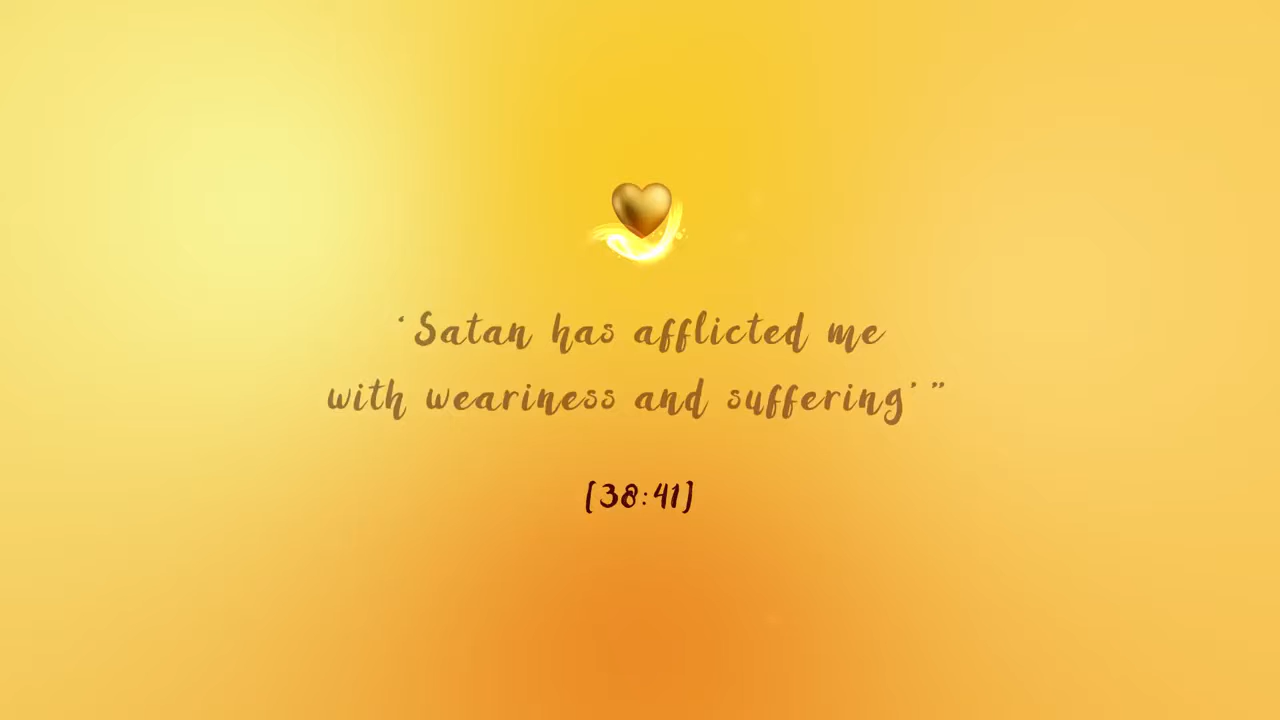 ‘Satan has afflicted me
with weariness and suffering’ ”
[38:41]